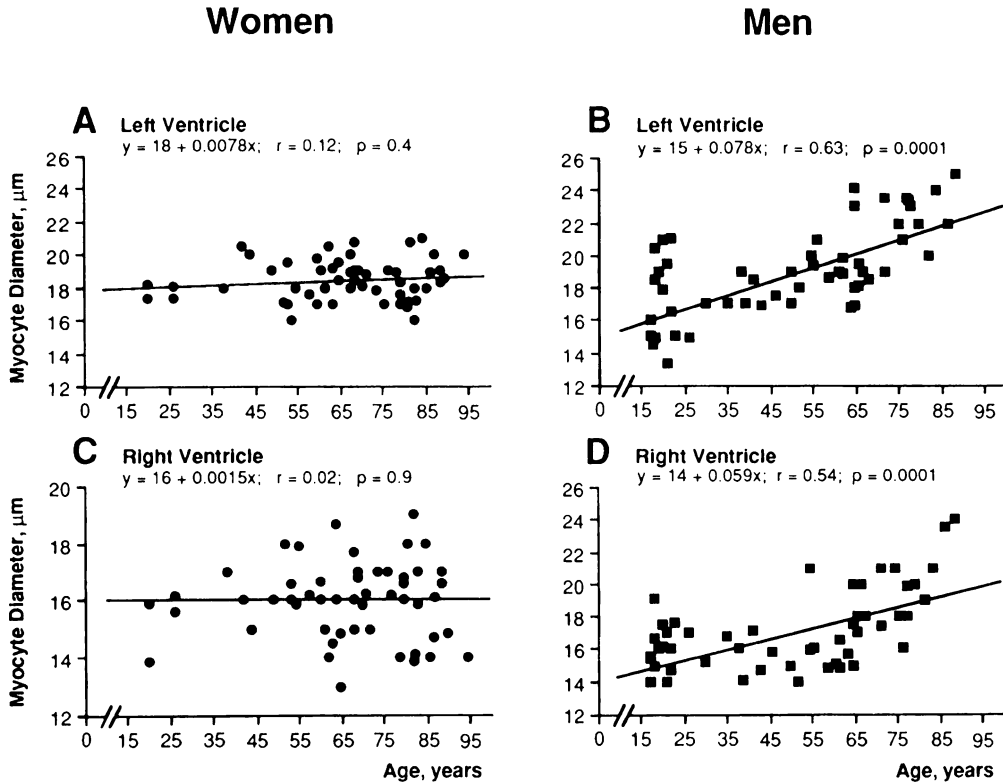 Women
Men
A
Left Ventricle
y = 18 + 0.0078x; r = 0.12; p = 0.4
Myocyte Diameter, μm
26
24
22
20
18
16
14
12
0 15 25 35 45 55 65 75 85 95
B
Left Ventricle
y = 15 + 0.078x; r = 0.63; p = 0.0001
26
24
22
20
18
16
14
12
0 15 25 35 45 55 65 75 85 95
C
Right Ventricle
y = 16 + 0.0015x; r = 0.02; p = 0.9
Myocyte Diameter, μm
20
18
16
14
12
0 15 25 35 45 55 65 75 85 95
Age, years
D
Right Ventricle
y = 14 + 0.059x; r = 0.54; p = 0.0001
26
24
22
20
18
16
14
12
0 15 25 35 45 55 65 75 85 95
Age, years